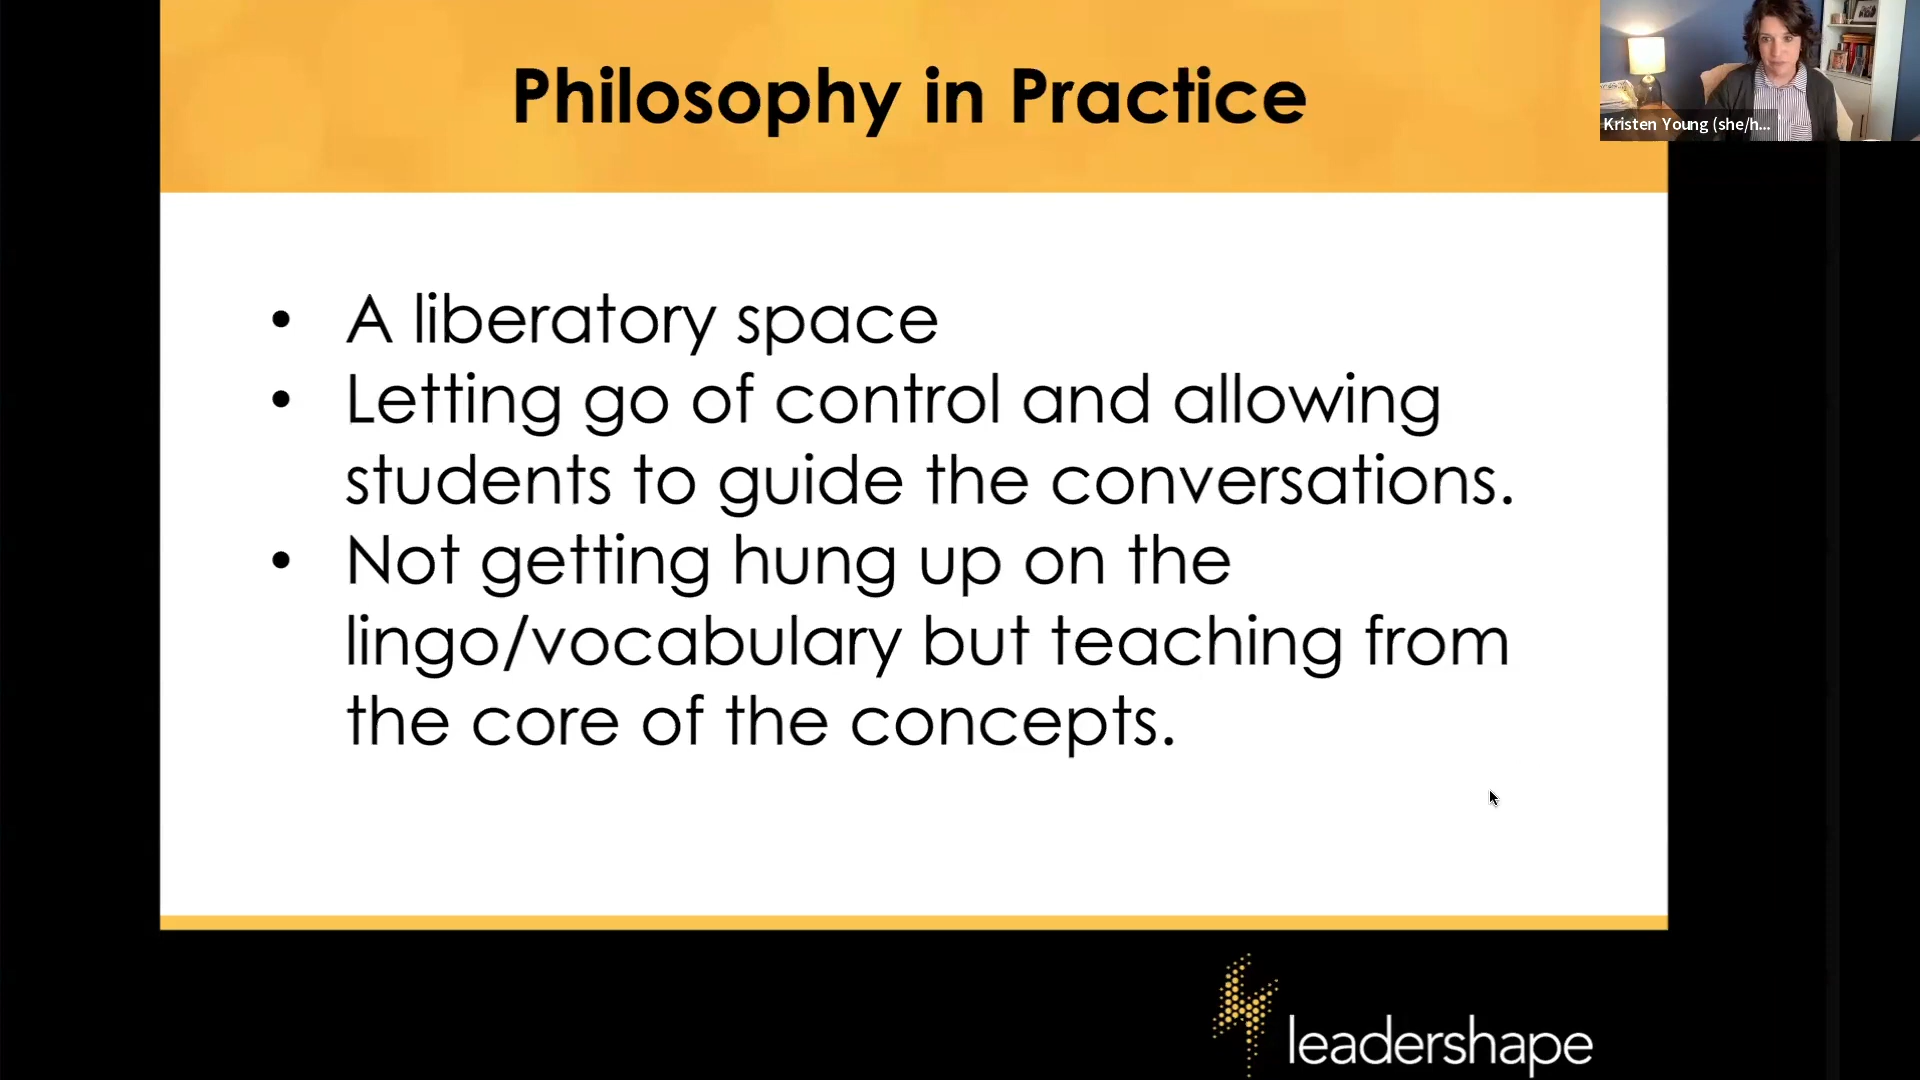 Philosophy in Practice
Kristen Young (she/h...
• A liberatory space
• Letting go of control and allowing
students to guide the conversations.
• Not getting hung up on the
lingo/vocabulary but teaching from
the core of the concepts.
leadershape